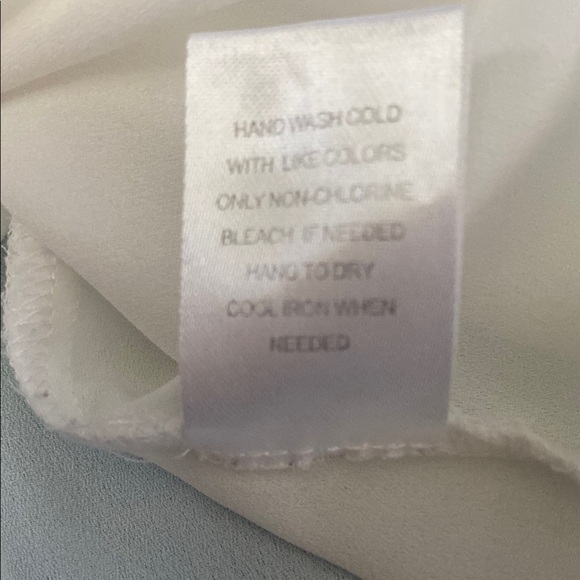 HAND WASH COLD
WITH LIKE COLORS
ONLY NON-CHLORINE
BLEACH IF NEEDED
HANG TO DRY
COOL IRON WHEN
NEEDED